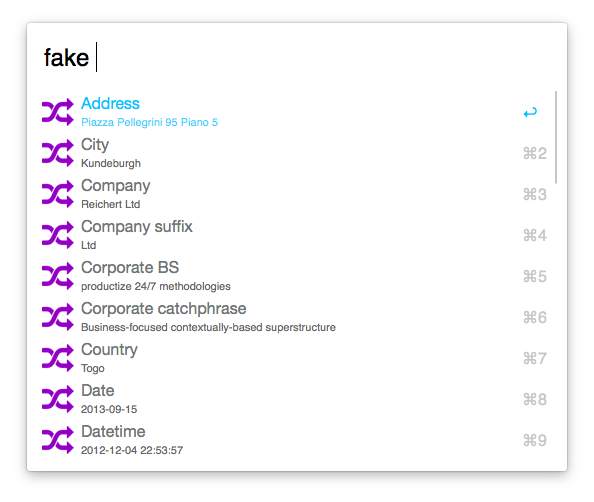 fake
Address
Piazza Pellegrini 95 Piano 5
↩
City
Kundeburgh
⌘2
Company
Reichert Ltd
⌘3
Company suffix
Ltd
⌘4
Corporate BS
productize 24/7 methodologies
⌘5
Corporate catchphrase
Business-focused contextually-based superstructure
⌘6
Country
Togo
⌘7
Date
2013-09-15
⌘8
Datetime
2012-12-04 22:53:57
⌘9